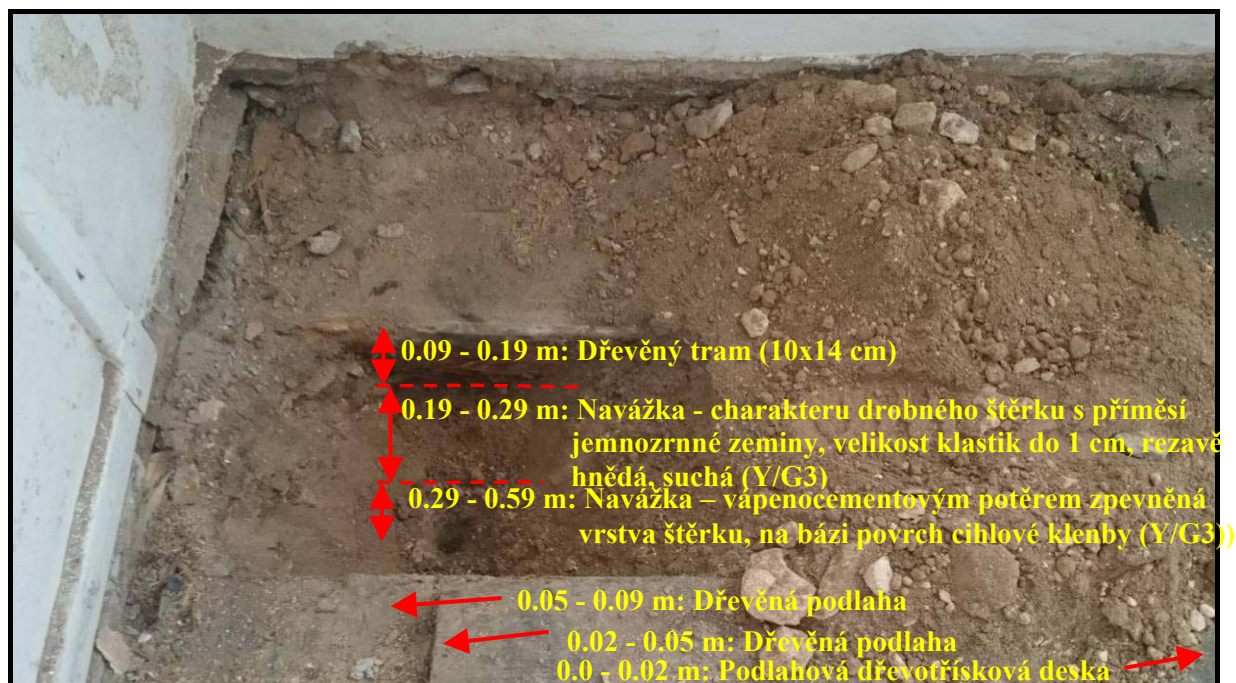 0.09 - 0.19 m: Dřevěný tram (10x14 cm)
0.19 - 0.29 m: Navážka - charakteru drobného štěrku s příměsí
jemnozrnné zeminy, velikost klastik do 1 cm, rezavě
hnědá, suchá (Y/G3)
0.29 - 0.59 m: Navážka – vápenocementovým potěrem zpevněná
vrstva štěrku, na bázi povrch cihlové klenby (Y/G3))
0.05 - 0.09 m: Dřevěná podlaha
0.02 - 0.05 m: Dřevěná podlaha
0.0 - 0.02 m: Podlahová dřevotřísková deska